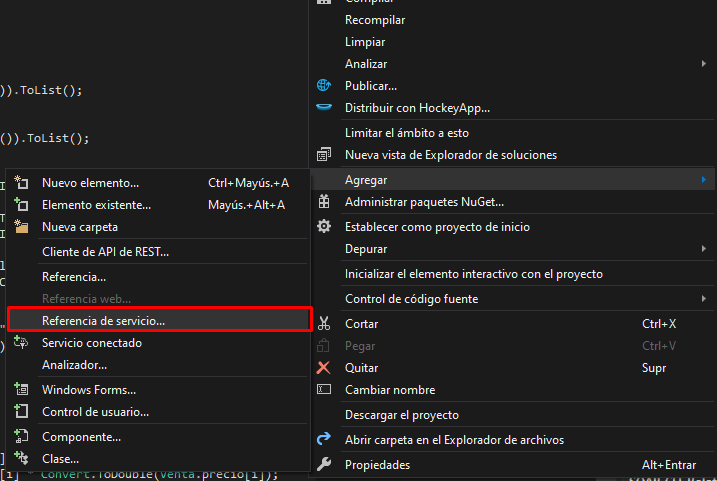 Compilar
Recompilar
Limpiar
)).ToList();
Analizar
Publicar...
Distribuir con HockeyApp...
()).ToList();
Limitar el ámbito a esto
Nueva vista de Explorador de soluciones
Agregar
Nuevo elemento... Ctrl+Mayús.+A
Elemento existente... Mayús.+Alt+A
Nueva carpeta
Cliente de API de REST...
Referencia...
Referencia web...
Referencia de servicio...
Servicio conectado
Analizador...
Windows Forms...
Control de usuario...
Componente...
Clase...
Administrar paquetes NuGet...
Establecer como proyecto de inicio
Depurar
Inicializar el elemento interactivo con el proyecto
Control de código fuente
Cortar Ctrl+X
Pegar Ctrl+V
Quitar Supr
Cambiar nombre
Descargar el proyecto
Abrir carpeta en el Explorador de archivos
Propiedades Alt+Entrar
[i] * Convert.ToDouble(Venta.precio[i]);